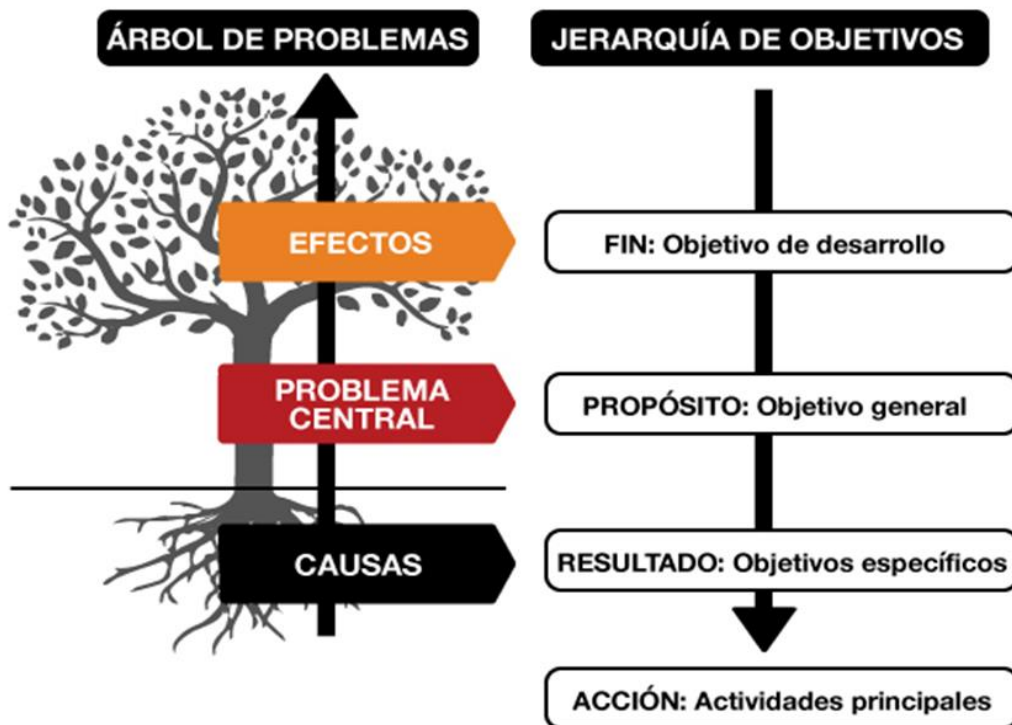 ÁRBOL DE PROBLEMAS
JERARQUÍA DE OBJETIVOS
EFECTOS
FIN: Objetivo de desarrollo
PROBLEMA
CENTRAL
PROPÓSITO: Objetivo general
CAUSAS
RESULTADO: Objetivos específicos
ACCIÓN: Actividades principales